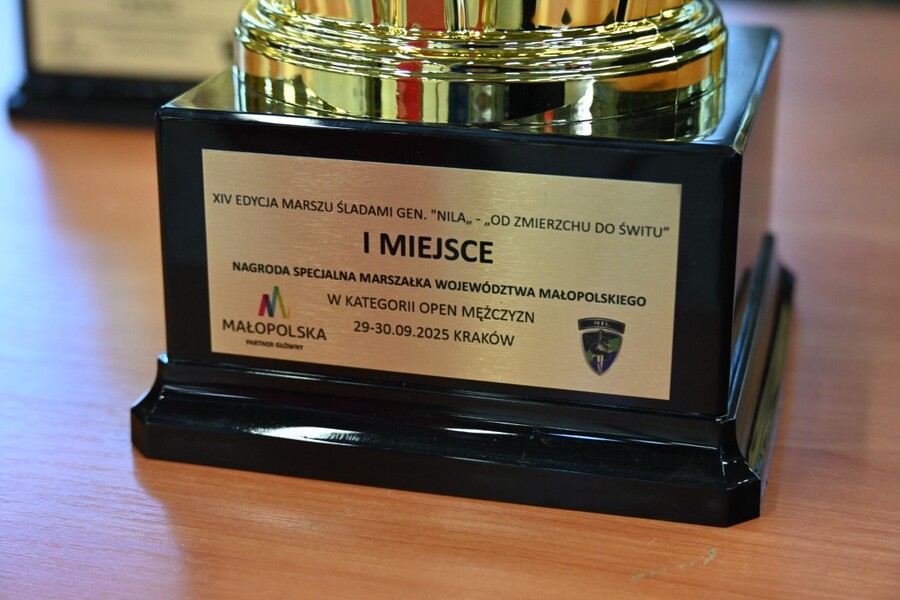 XIV EDYCJA MARSZU ŚLADAMI GEN. "NILA„ - „OD ZMIERZCHU DO ŚWITU”
I MIEJSCE
NAGRODA SPECJALNA MARSZAŁKA WOJEWÓDZTWA MAŁOPOLSKIEGO
W KATEGORII OPEN MĘŻCZYZN
29-30.09.2025 KRAKÓW
MAŁOPOLSKA
PARTNER GŁÓWNY
NIL